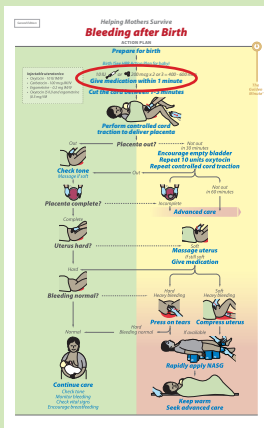 Helping Mothers Survive
Bleeding after Birth
ACTION PLAN
Prepare for birth
Give medication within 1 minute
Cut the cord between 1-3 minutes
Perform controlled cord
traction to deliver placenta
Out
Placenta out?
Not out
in 30 minutes
Check tone
Massage if soft
Out
Encourage empty bladder
Repeat 10 units oxytocin
Repeat controlled cord traction
Not out
in 60 minutes
Placenta complete?
Incomplete
Advanced care
Complete
Uterus hard?
Soft
Massage uterus
If still soft
Give medication
Hard
Hard
Heavy bleeding
Soft
Heavy bleeding
Bleeding normal?
Press on tears
Compress uterus
Normal
Hard
Bleeding normal
If available
Rapidly apply NASG
Continue care
Check tone
Monitor bleeding
Check vital signs
Encourage breastfeeding
Keep warm
Seek advanced care
The
Golden